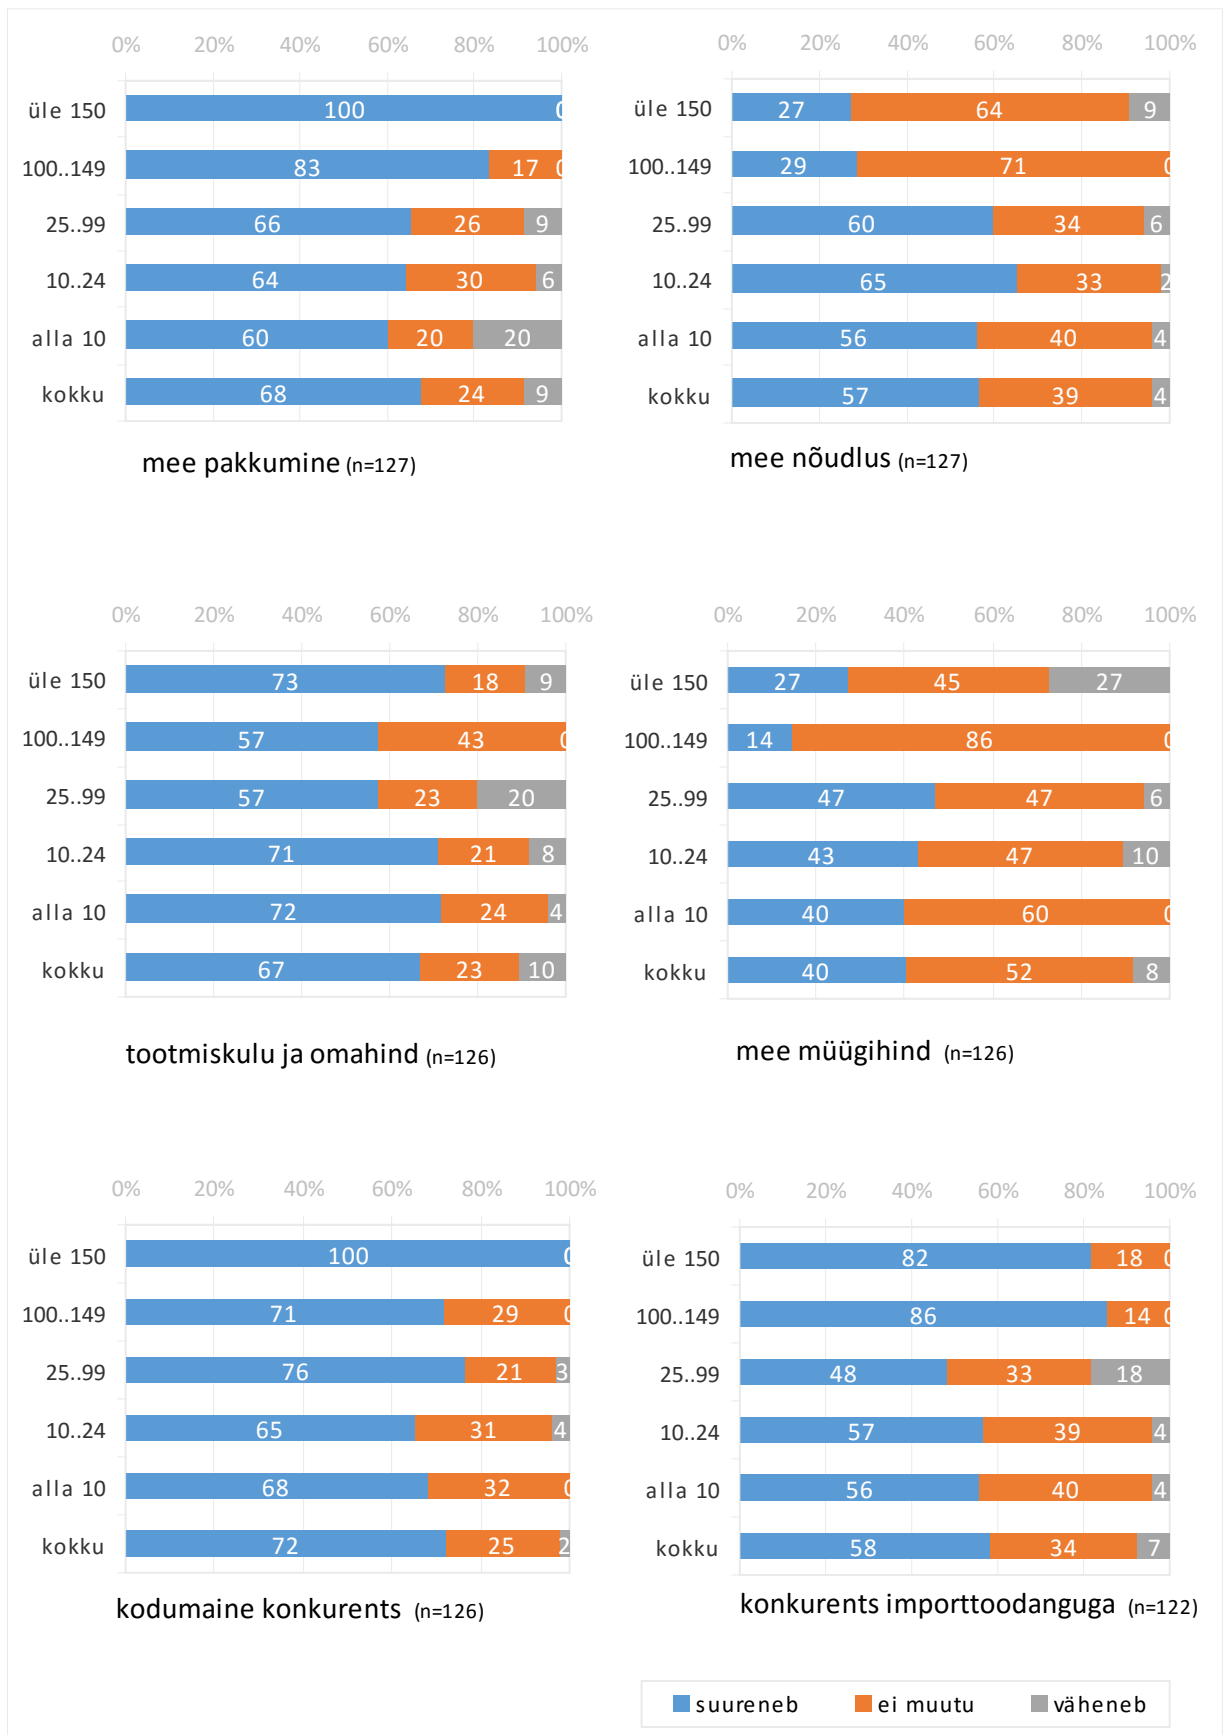 0% 20% 40% 60% 80% 100%
üle 150 100 0
100..149 83 17 0
25..99 66 26 9
10..24 64 30 6
alla 10 60 20 20
kokku 68 24 9
mee pakkumine (n=127)
0% 20% 40% 60% 80% 100%
üle 150 27 64 9
100..149 29 71 0
25..99 60 34 6
10..24 65 33 2
alla 10 56 40 4
kokku 57 39 4
mee nõudlus (n=127)
0% 20% 40% 60% 80% 100%
üle 150 73 18 9
100..149 57 43 0
25..99 57 23 20
10..24 71 21 8
alla 10 72 24 4
kokku 67 23 10
tootmiskulu ja omahind (n=126)
0% 20% 40% 60% 80% 100%
üle 150 27 45 27
100..149 14 86 0
25..99 47 47 6
10..24 43 47 10
alla 10 40 60 0
kokku 40 52 8
mee müügihind (n=126)
0% 20% 40% 60% 80% 100%
üle 150 100 0
100..149 71 29 0
25..99 76 21 3
10..24 65 31 4
alla 10 68 32 0
kokku 72 25 2
kodumaine konkurents (n=126)
0% 20% 40% 60% 80% 100%
üle 150 82 18 0
100..149 86 14 0
25..99 48 33 18
10..24 57 39 4
alla 10 56 40 4
kokku 58 34 7
konkurents importtoodanguga (n=122)
suureneb ei muutu väheneb